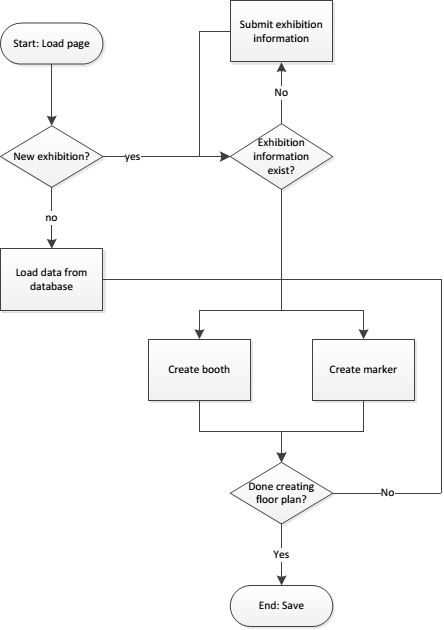 Submit exhibition
information
Start: Load page
No
New exhibition?
yes
Exhibition
information
exist?
no
Load data from
database
Create booth
Create marker
Done creating
floor plan?
No
Yes
End: Save